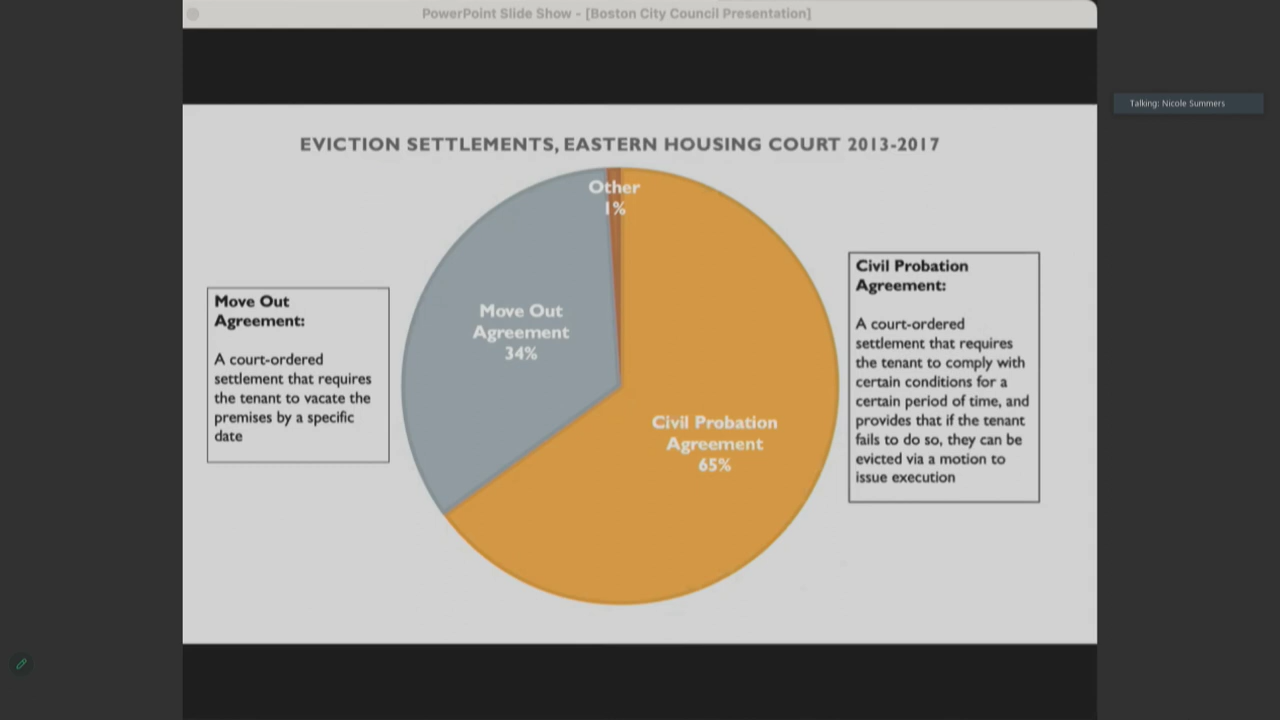 PowerPoint Slide Show - [Boston City Council Presentation]
Talking: Nicole Summers
EVICTION SETTLEMENTS, EASTERN HOUSING COURT 2013-2017
Other
1%
Move Out
Agreement
34%
Civil Probation
Agreement
65%
Move Out
Agreement:
A court-ordered
settlement that requires
the tenant to vacate the
premises by a specific
date
Civil Probation
Agreement:
A court-ordered
settlement that requires
the tenant to comply with
certain conditions for a
certain period of time, and
provides that if the tenant
fails to do so, they can be
evicted via a motion to
issue execution